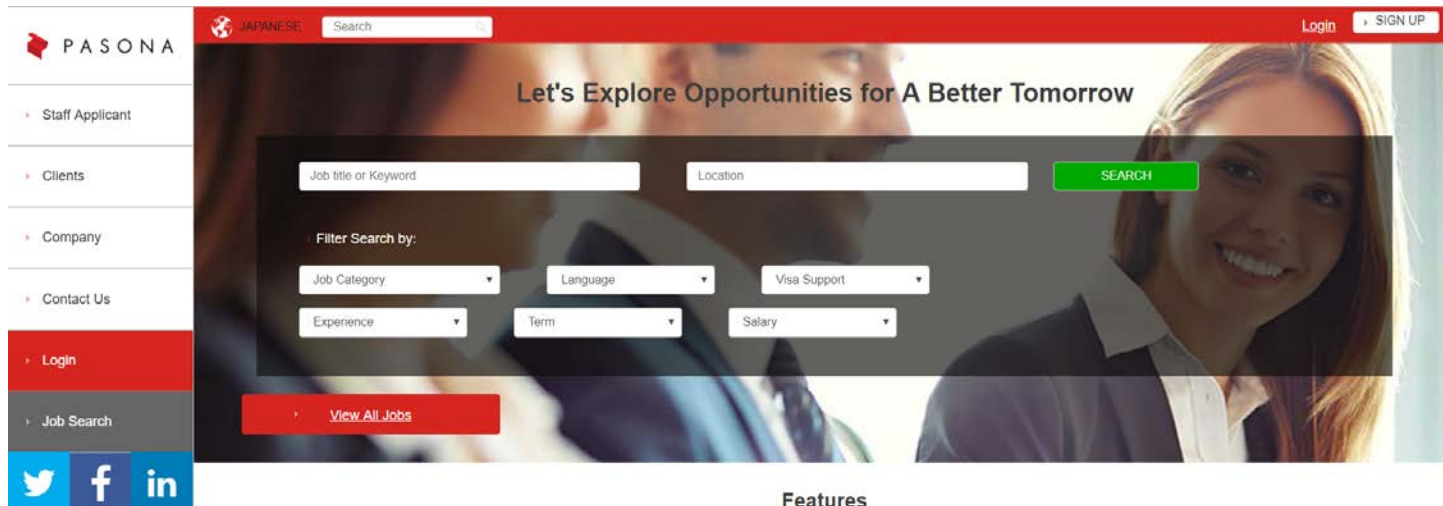 PASONA
Staff Applicant
Clients
Company
Contact Us
Login
Job Search
f in
JAPANESE Search Login SIGN UP
Let's Explore Opportunities for A Better Tomorrow
Job title or Keyword Location SEARCH
Filter Search by:
Job Category Language Visa Support
Experience Term Salary
View All Jobs
Features